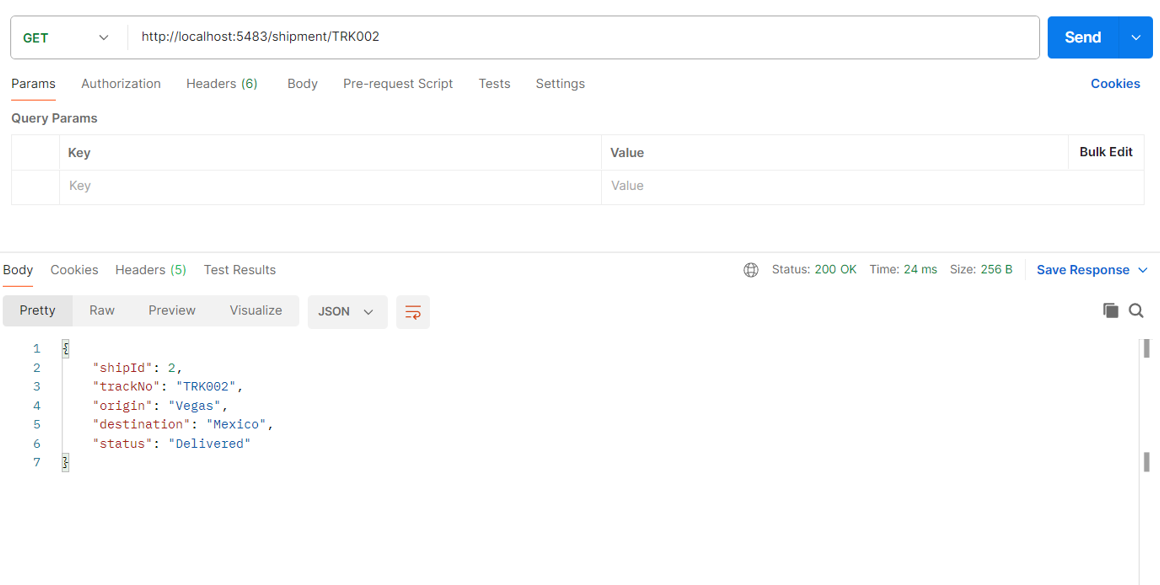 GET http://localhost:5483/shipment/TRK002 Send
Params Authorization Headers (6) Body Pre-request Script Tests Settings Cookies
Query Params
Key Value Bulk Edit
Key Value
Body Cookies Headers (5) Test Results Status: 200 OK Time: 24 ms Size: 256 B Save Response
Pretty Raw Preview Visualize JSON
1 {
2 "shipId": 2,
3 "trackNo": "TRK002",
4 "origin": "Vegas",
5 "destination": "Mexico",
6 "status": "Delivered"
7 }